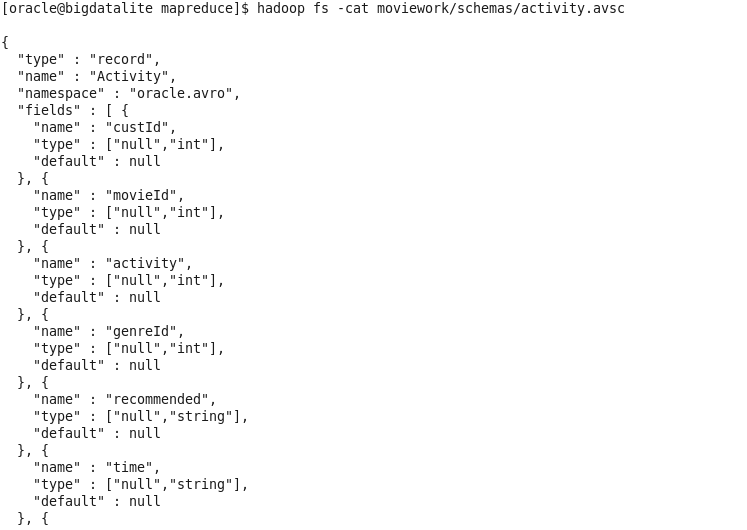 [oracle@bigdatalite mapreduce]$ hadoop fs -cat moviework/schemas/activity.avsc
{
  "type" : "record",
  "name" : "Activity",
  "namespace" : "oracle.avro",
  "fields" : [ {
    "name" : "custId",
    "type" : ["null","int"],
    "default" : null
  }, {
    "name" : "movieId",
    "type" : ["null","int"],
    "default" : null
  }, {
    "name" : "activity",
    "type" : ["null","int"],
    "default" : null
  }, {
    "name" : "genreId",
    "type" : ["null","int"],
    "default" : null
  }, {
    "name" : "recommended",
    "type" : ["null","string"],
    "default" : null
  }, {
    "name" : "time",
    "type" : ["null","string"],
    "default" : null
  }, {